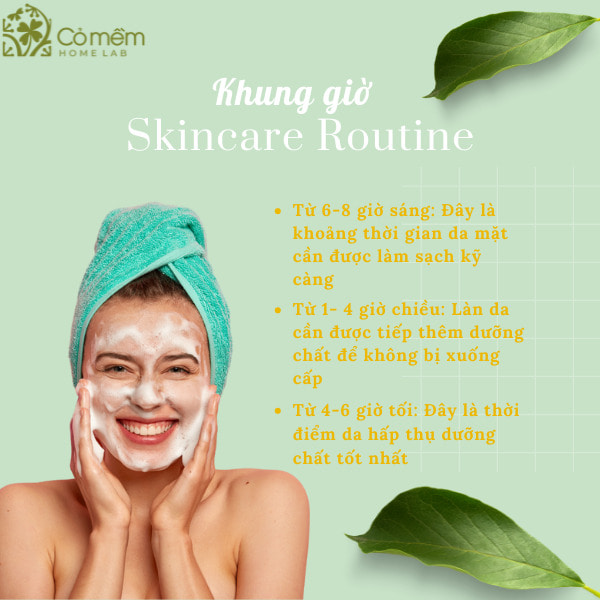 Cỏ mềm
HOME LAB
Khung giờ
Skincare Routine
• Từ 6-8 giờ sáng: Đây là
khoảng thời gian da mặt
cần được làm sạch kỹ
càng
• Từ 1- 4 giờ chiều: Làn da
cần được tiếp thêm dưỡng
chất để không bị xuống
cấp
• Từ 4-6 giờ tối: Đây là thời
điểm da hấp thụ dưỡng
chất tốt nhất